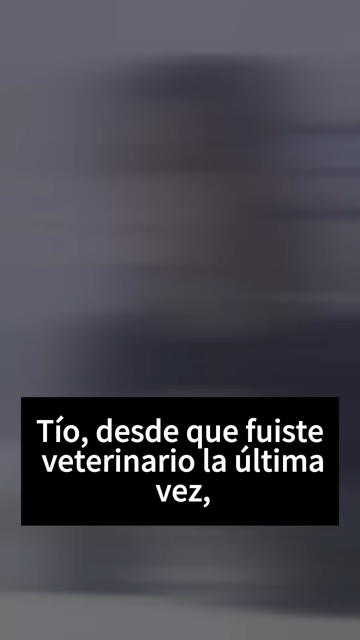 Tío, desde que fuiste
veterinario la última
vez,